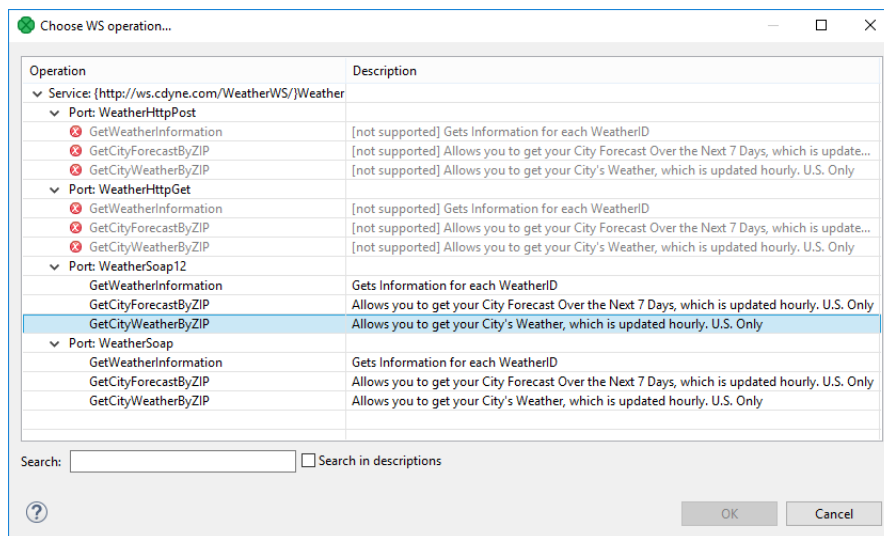 Choose WS operation...
Operation Description
Service: {http://ws.cdyne.com/WeatherWS/}Weather
Port: WeatherHttpPost
GetWeatherInformation [not supported] Gets Information for each WeatherID
GetCityForecastByZIP [not supported] Allows you to get your City Forecast Over the Next 7 Days, which is update...
GetCityWeatherByZIP [not supported] Allows you to get your City's Weather, which is updated hourly. U.S. Only
Port: WeatherHttpGet
GetWeatherInformation [not supported] Gets Information for each WeatherID
GetCityForecastByZIP [not supported] Allows you to get your City Forecast Over the Next 7 Days, which is update...
GetCityWeatherByZIP [not supported] Allows you to get your City's Weather, which is updated hourly. U.S. Only
Port: WeatherSoap12
GetWeatherInformation Gets Information for each WeatherID
GetCityForecastByZIP Allows you to get your City Forecast Over the Next 7 Days, which is updated hourly. U.S. Only
GetCityWeatherByZIP Allows you to get your City's Weather, which is updated hourly. U.S. Only
Port: WeatherSoap
GetWeatherInformation Gets Information for each WeatherID
GetCityForecastByZIP Allows you to get your City Forecast Over the Next 7 Days, which is updated hourly. U.S. Only
GetCityWeatherByZIP Allows you to get your City's Weather, which is updated hourly. U.S. Only
Search: Search in descriptions
? OK Cancel